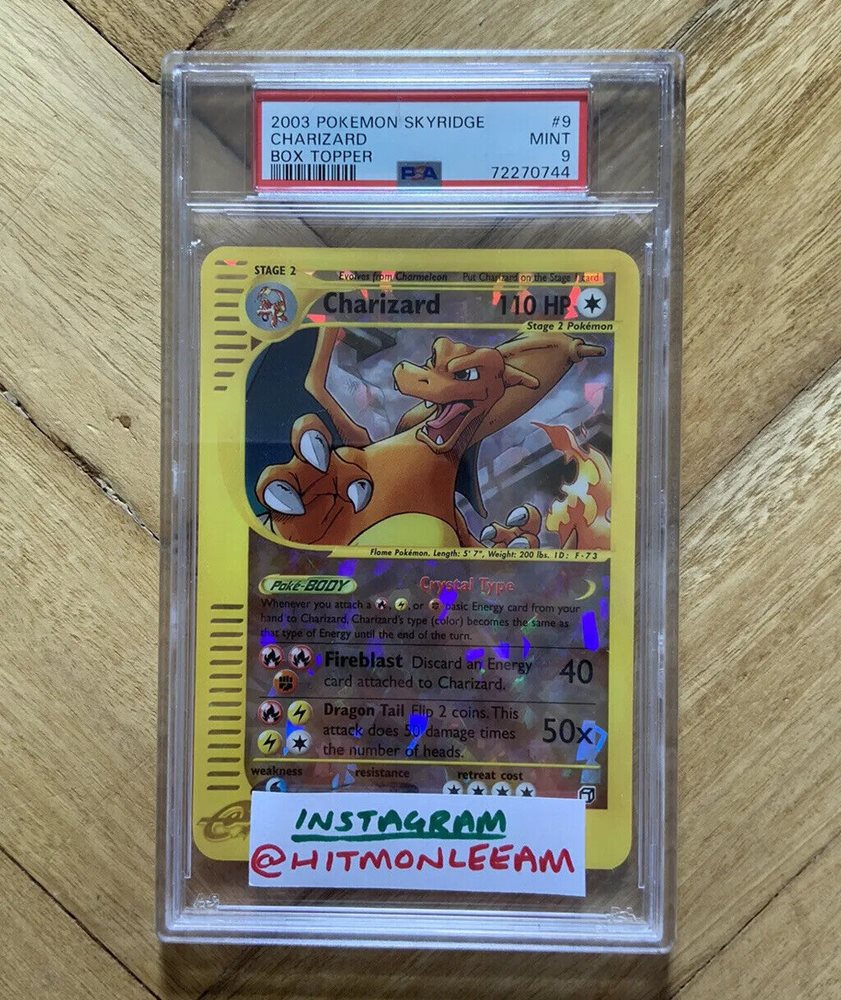 2003 POKEMON SKYRIDGE #9
CHARIZARD MINT
BOX TOPPER 9
PSA 72270744
STAGE 2 Evolves from Charmeleon Put Charizard on the Stage 1 card
Charizard 110 HP
Stage 2 Pokémon
Flame Pokémon. Length: 5' 7", Weight: 200 lbs. ID: F-73
Poké-BODY Crystal Type
Whenever you attach a , , or basic Energy card from your
hand to Charizard, Charizard's type (color) becomes the same as
that type of Energy until the end of the turn.
Fireblast Discard an Energy 40
card attached to Charizard.
Dragon Tail Flip 2 coins. This
attack does 50 damage times 50x
the number of heads.
weakness resistance retreat cost
INSTAGRAM
@HITMONLEEAM